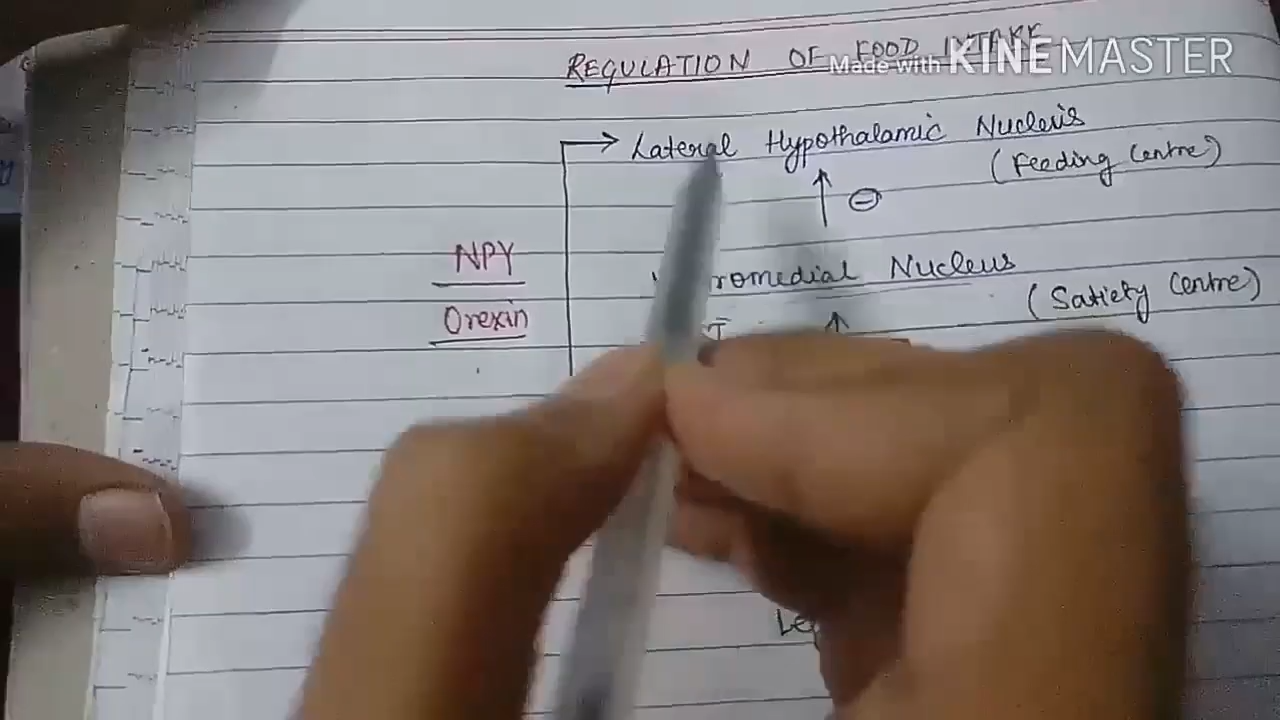 REGULATION OF FOOD INTAKE
Made with KINEMASTER
Lateral Hypothalamic Nucleus
(Feeding Centre)
NPY
romedial Nucleus
(Satiety Centre)
Orexin